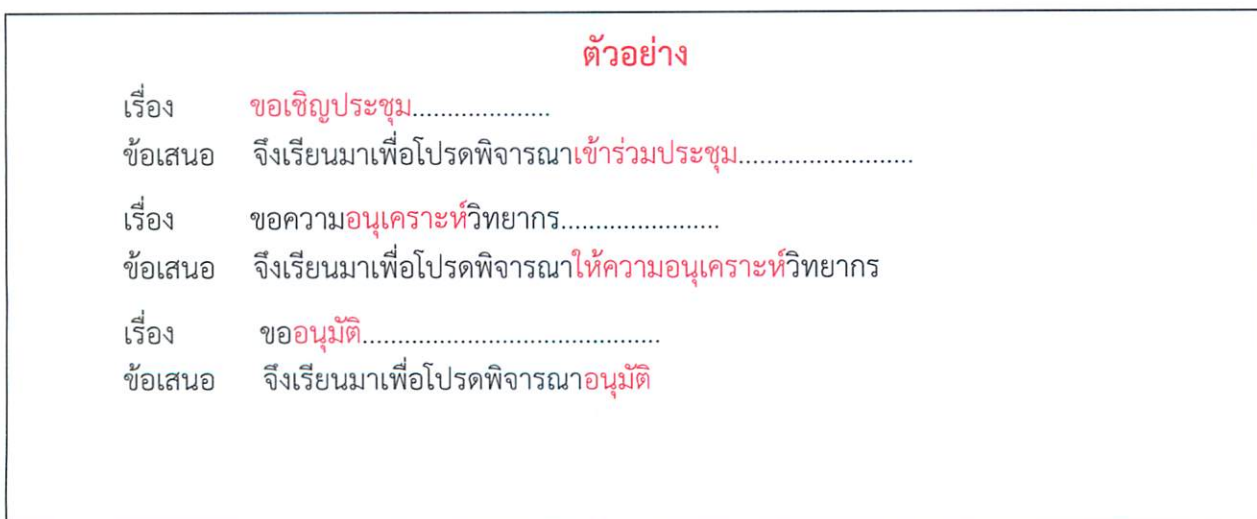 ตัวอย่าง
เรื่อง ขอเชิญประชุม....................
ข้อเสนอ จึงเรียนมาเพื่อโปรดพิจารณาเข้าร่วมประชุม.........................
เรื่อง ขอความอนุเคราะห์วิทยากร.......................
ข้อเสนอ จึงเรียนมาเพื่อโปรดพิจารณาให้ความอนุเคราะห์วิทยากร
เรื่อง ขออนุมัติ...........................................
ข้อเสนอ จึงเรียนมาเพื่อโปรดพิจารณาอนุมัติ